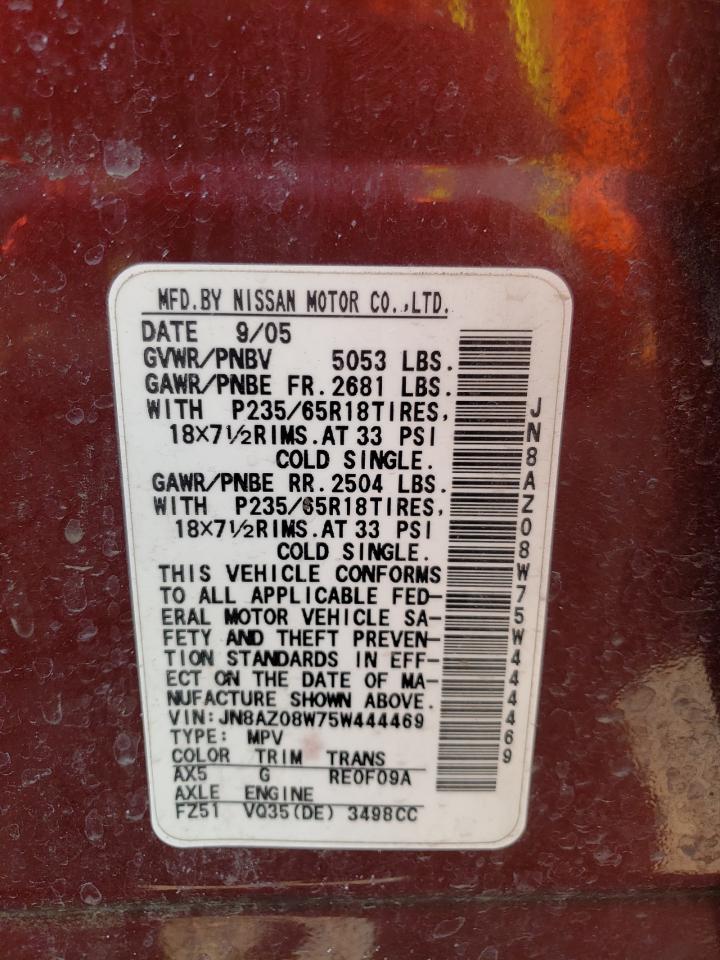 MFD.BY NISSAN MOTOR CO.,LTD.
DATE 9/05
GVWR/PNBV 5053 LBS.
GAWR/PNBE FR.2681 LBS.
WITH P235/65R18TIRES,
18×7½RIMS.AT 33 PSI
COLD SINGLE.
GAWR/PNBE RR.2504 LBS.
WITH P235/65R18TIRES,
18×7½RIMS.AT 33 PSI
COLD SINGLE.
THIS VEHICLE CONFORMS
TO ALL APPLICABLE FED-
ERAL MOTOR VEHICLE SA-
FETY AND THEFT PREVEN-
TION STANDARDS IN EFF-
ECT ON THE DATE OF MA-
NUFACTURE SHOWN ABOVE.
VIN:JN8AZ08W75W444469
TYPE: MPV
COLOR TRIM TRANS
AX5 G RE0F09A
AXLE ENGINE
FZ51 VQ35(DE) 3498CC
JN8AZ08W75W444469